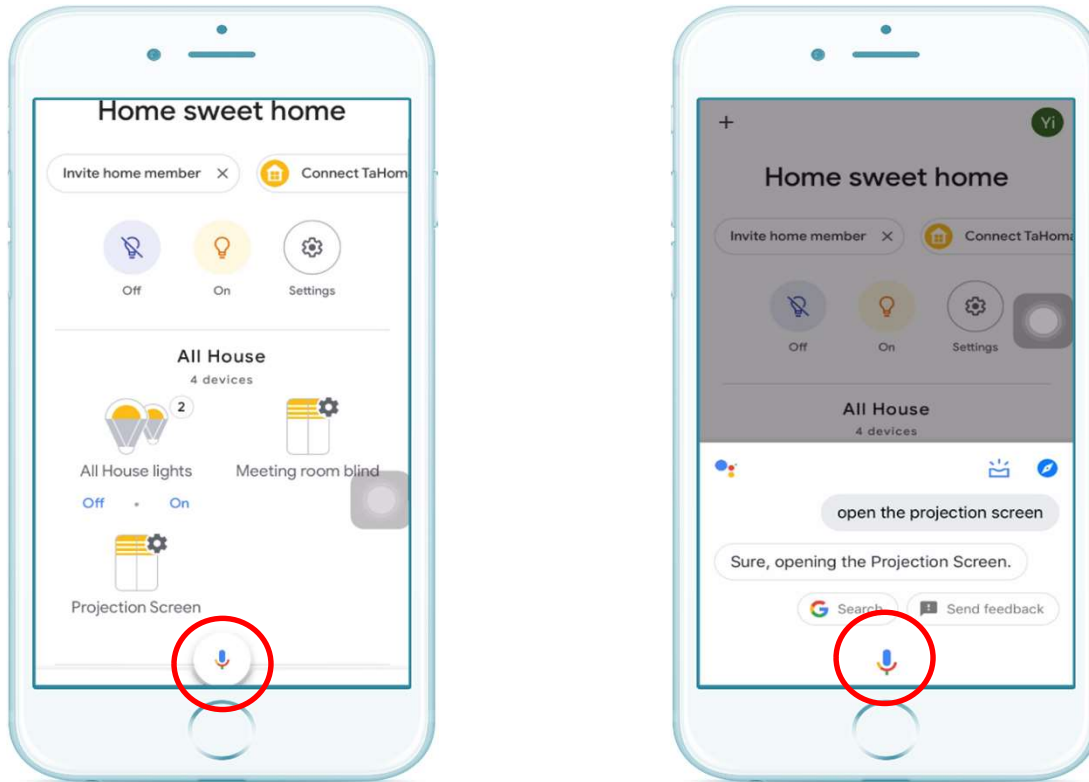 Home sweet home
Invite home member ×
Connect TaHom
Off
On
Settings
All House
4 devices
2
All House lights
Meeting room blind
Off • On
Projection Screen
+
Yi
Home sweet home
Invite home member ×
Connect TaHoma
Off
On
Settings
All House
4 devices
open the projection screen
Sure, opening the Projection Screen.
G Search
Send feedback